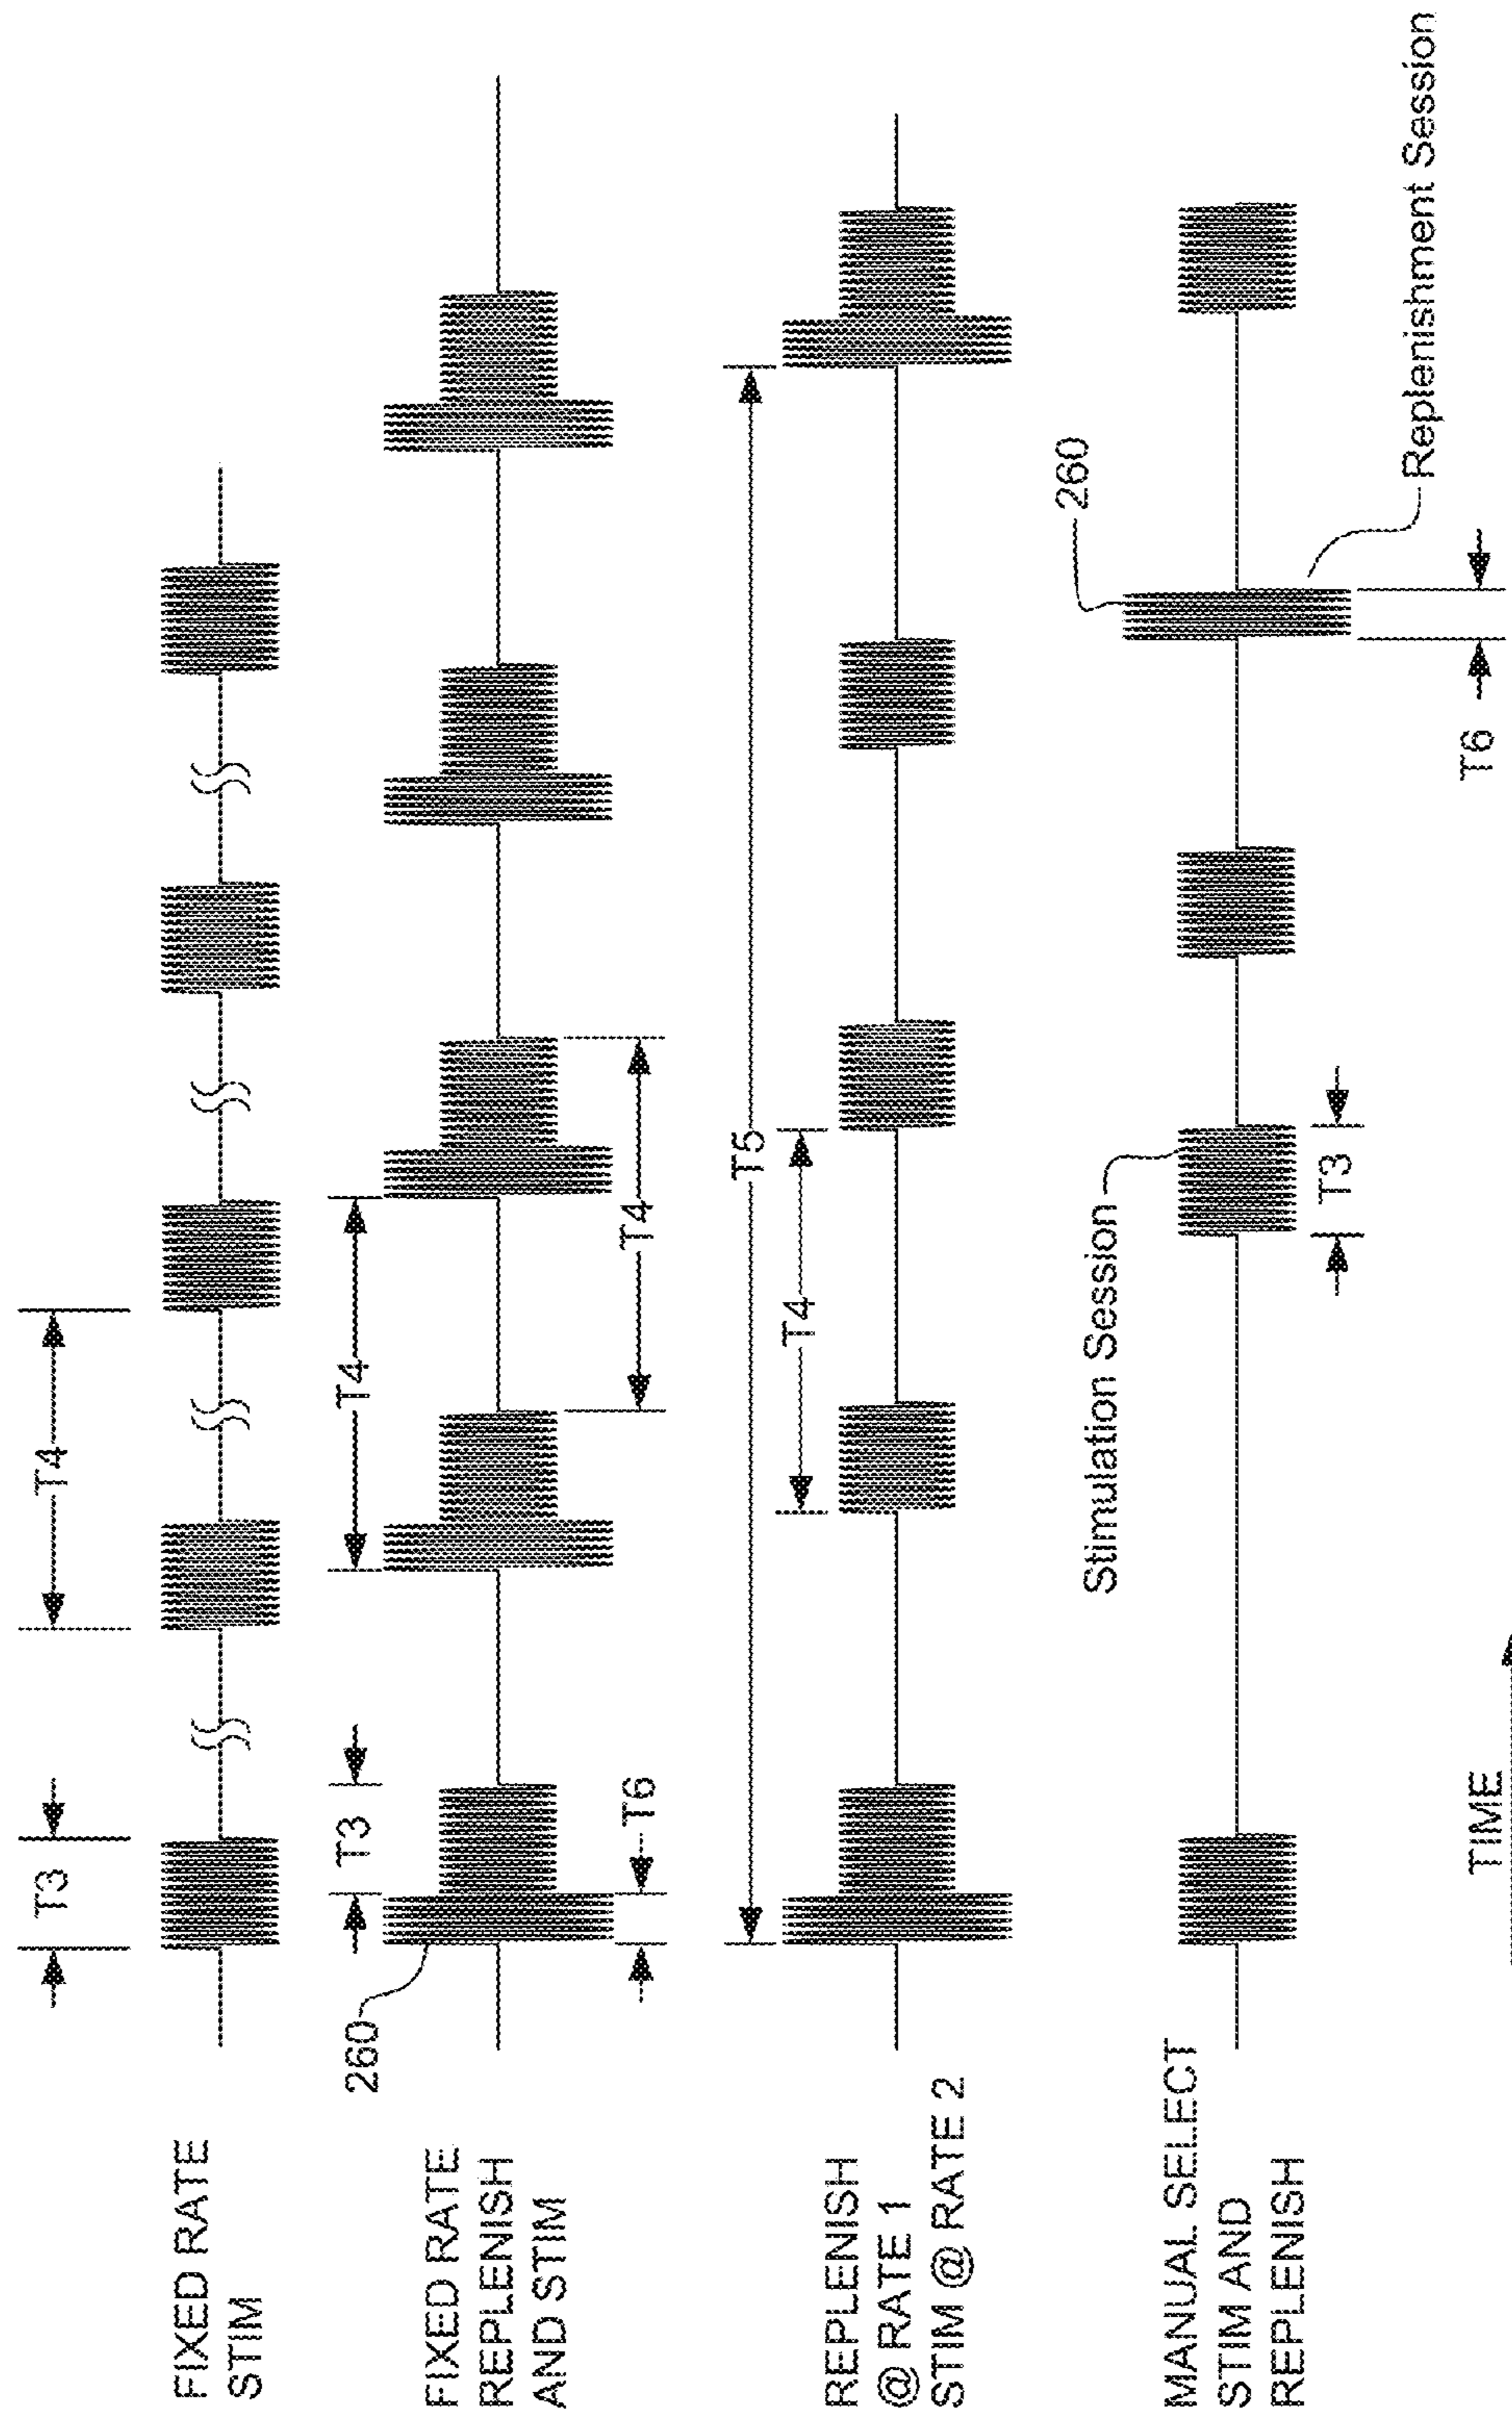 FIXED RATE
STIM
T3
T4
FIXED RATE
REPLENISH
AND STIM
260
T3
T6
T4
T4
REPLENISH
@ RATE 1
STIM @ RATE 2
T5
T4
MANUAL SELECT
STIM AND
REPLENISH
Stimulation Session
T3
260
T6
Replenishment Session
TIME